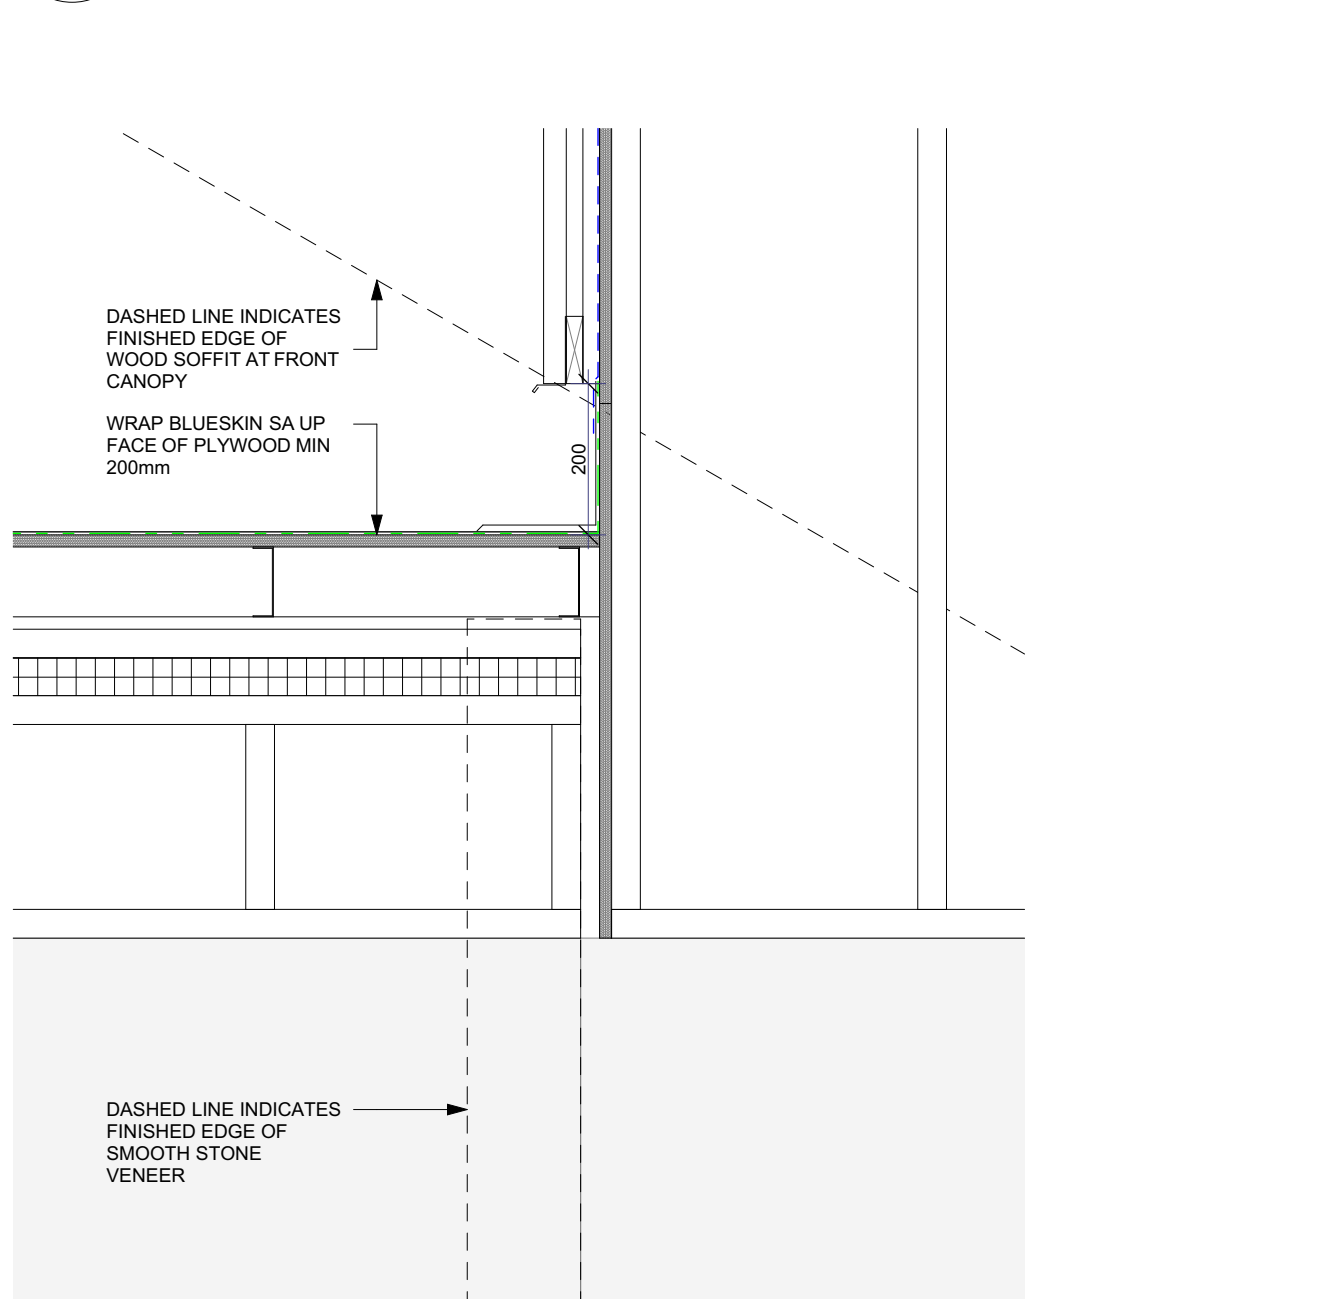 DASHED LINE INDICATES
FINISHED EDGE OF
WOOD SOFFIT AT FRONT
CANOPY
WRAP BLUESKIN SA UP
FACE OF PLYWOOD MIN
200mm
200
DASHED LINE INDICATES
FINISHED EDGE OF
SMOOTH STONE
VENEER